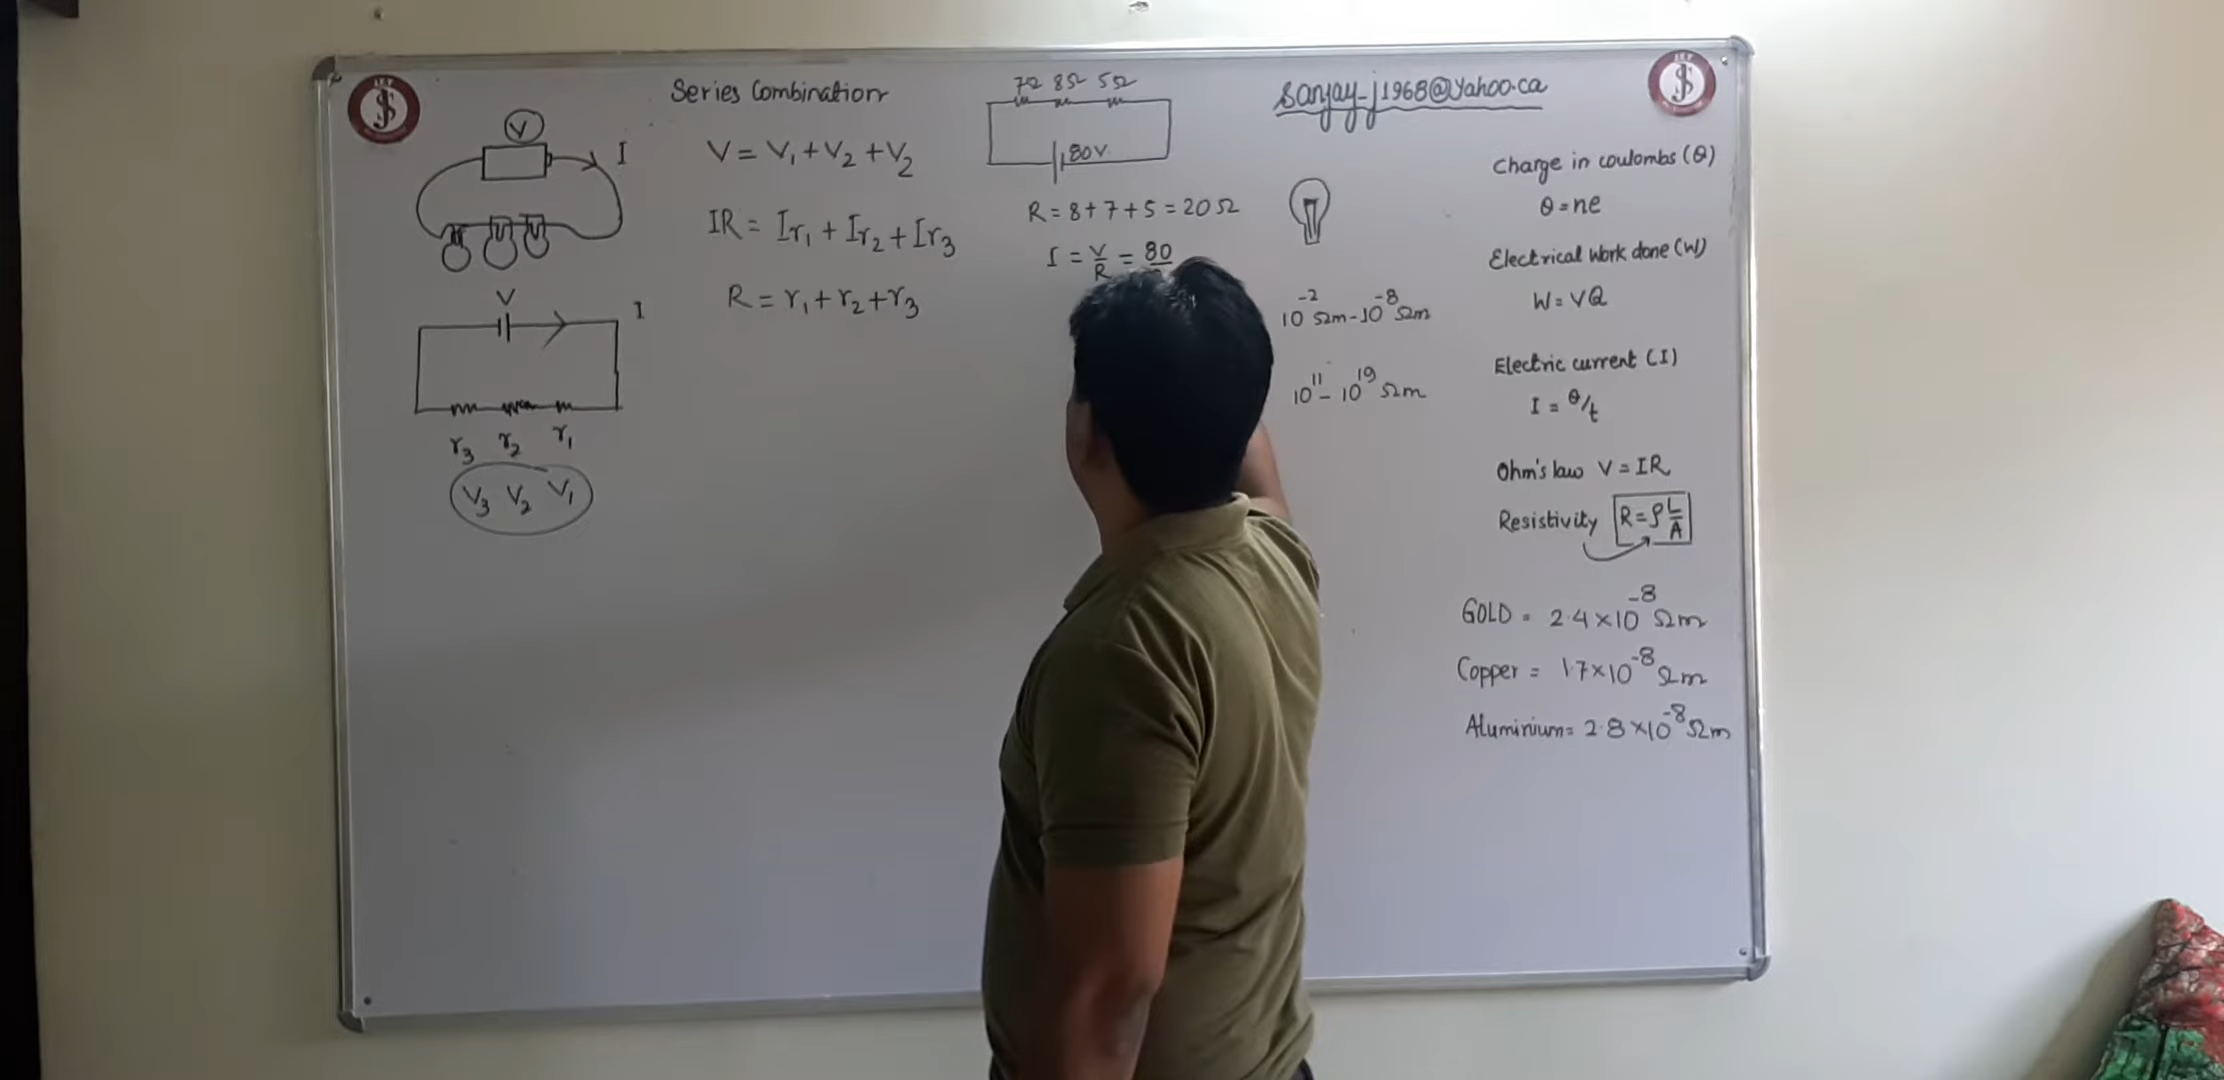 Series Combination
V
I
V = V₁ + V₂ + V₂
IR = Ir₁ + Ir₂ + Ir₃
R = r₁ + r₂ + r₃
V
I
r₃ r₂ r₁
V₃ V₂ V₁
7Ω 8Ω 5Ω
80V
R = 8 + 7 + 5 = 20 Ω
I = V/R = 80
sanjay_j1968@yahoo.ca
10⁻² Ωm - 10⁻⁸ Ωm
10¹¹ - 10¹⁹ Ωm
Charge in coulombs (Q)
Q = ne
Electrical work done (W)
W = VQ
Electric current (I)
I = Q/t
Ohm's law V = IR
Resistivity R = ρ L/A
GOLD = 2.4 × 10⁻⁸ Ωm
Copper = 1.7 × 10⁻⁸ Ωm
Aluminium = 2.8 × 10⁻⁸ Ωm